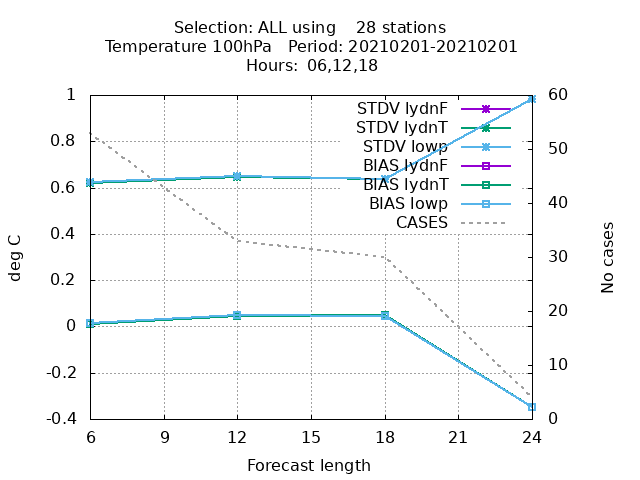 Selection: ALL using    28 stations
Temperature 100hPa   Period: 20210201-20210201
Hours:  06,12,18
1
0.8
0.6
0.4
0.2
0
-0.2
-0.4
deg C
60
50
40
30
20
10
0
No cases
STDV lydnF
STDV lydnT
STDV lowp
BIAS lydnF
BIAS lydnT
BIAS lowp
CASES
6 9 12 15 18 21 24
Forecast length